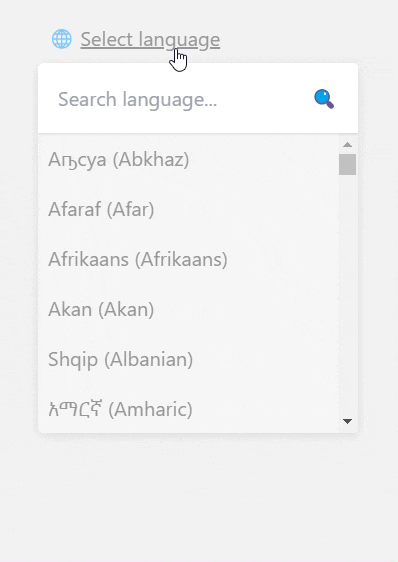 Select language
Search language...
Аҧсуа (Abkhaz)
Afaraf (Afar)
Afrikaans (Afrikaans)
Akan (Akan)
Shqip (Albanian)
አማርኛ (Amharic)